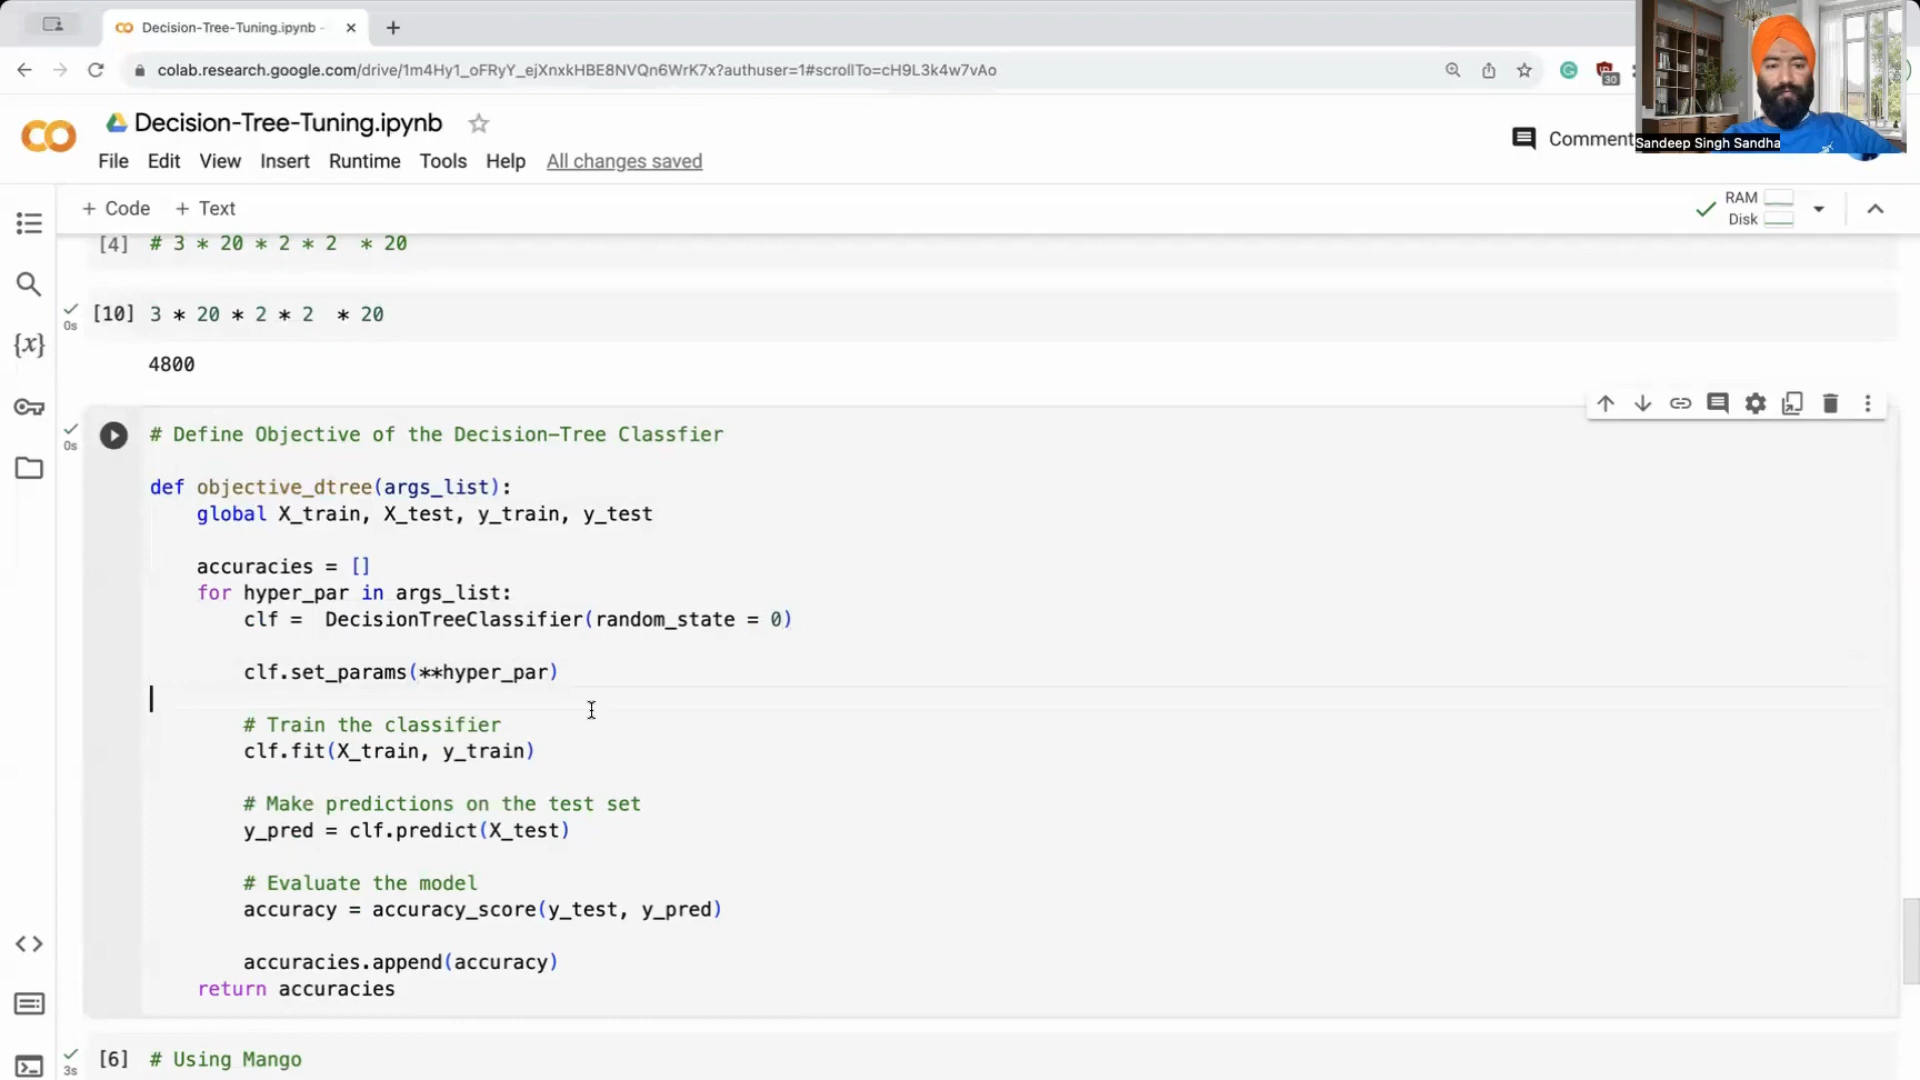 Decision-Tree-Tuning.ipynb -
colab.research.google.com/drive/1m4Hy1_oFRyY_ejXnxkHBE8NVQn6WrK7x?authuser=1#scrollTo=cH9L3k4w7vAo
30
Decision-Tree-Tuning.ipynb
Comment
Sandeep Singh Sandha
File Edit View Insert Runtime Tools Help All changes saved
+ Code + Text
RAM
Disk
[4] # 3 * 20 * 2 * 2  * 20
[10] 3 * 20 * 2 * 2  * 20
0s
{x}
4800
# Define Objective of the Decision-Tree Classfier
0s
def objective_dtree(args_list):
    global X_train, X_test, y_train, y_test
    accuracies = []
    for hyper_par in args_list:
        clf =  DecisionTreeClassifier(random_state = 0)
        clf.set_params(**hyper_par)
        # Train the classifier
        clf.fit(X_train, y_train)
        # Make predictions on the test set
        y_pred = clf.predict(X_test)
        # Evaluate the model
        accuracy = accuracy_score(y_test, y_pred)
        accuracies.append(accuracy)
    return accuracies
[6] # Using Mango
3s